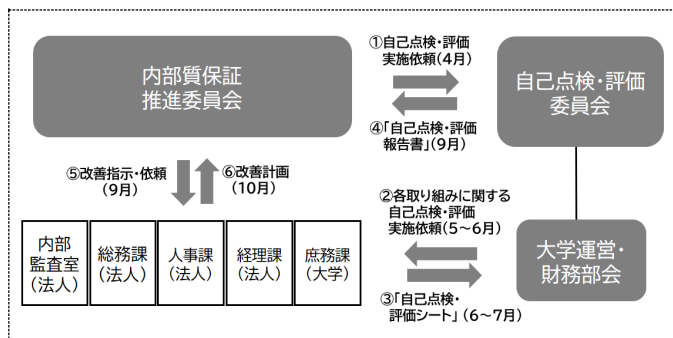 内部質保証
推進委員会
①自己点検・評価
実施依頼(4月)
④「自己点検・評価
報告書」(9月)
自己点検・評価
委員会
⑤改善指示・依頼
(9月)
⑥改善計画
(10月)
②各取り組みに関する
自己点検・評価
実施依頼(5～6月)
③「自己点検・
評価シート」(6～7月)
大学運営・
財務部会
内部
監査室
(法人)
総務課
(法人)
人事課
(法人)
経理課
(法人)
庶務課
(大学)